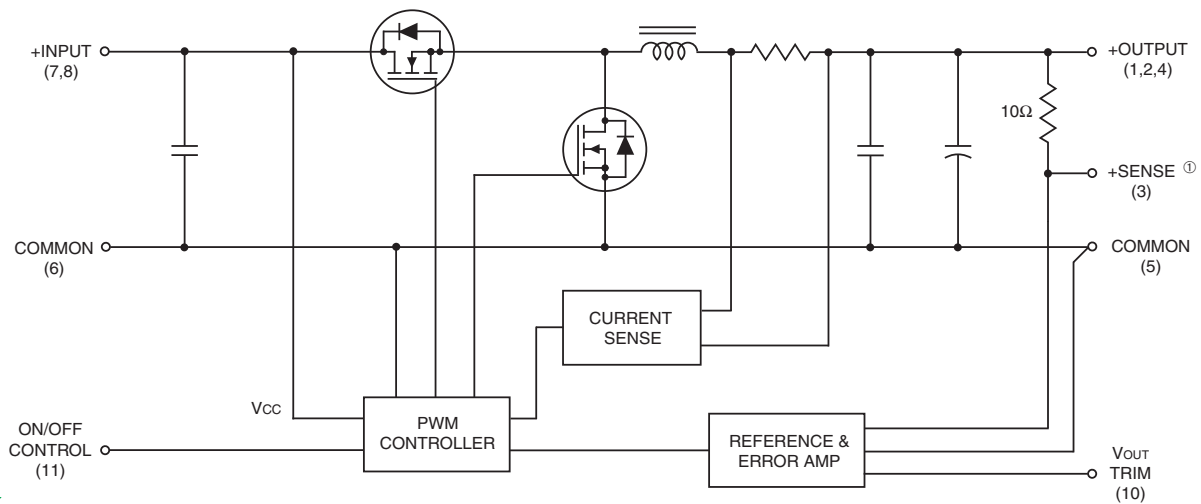 +INPUT
(7,8)
+OUTPUT
(1,2,4)
10Ω
+SENSE ①
(3)
COMMON
(6)
COMMON
(5)
CURRENT
SENSE
VCC
PWM
CONTROLLER
ON/OFF
CONTROL
(11)
REFERENCE &
ERROR AMP
VOUT
TRIM
(10)